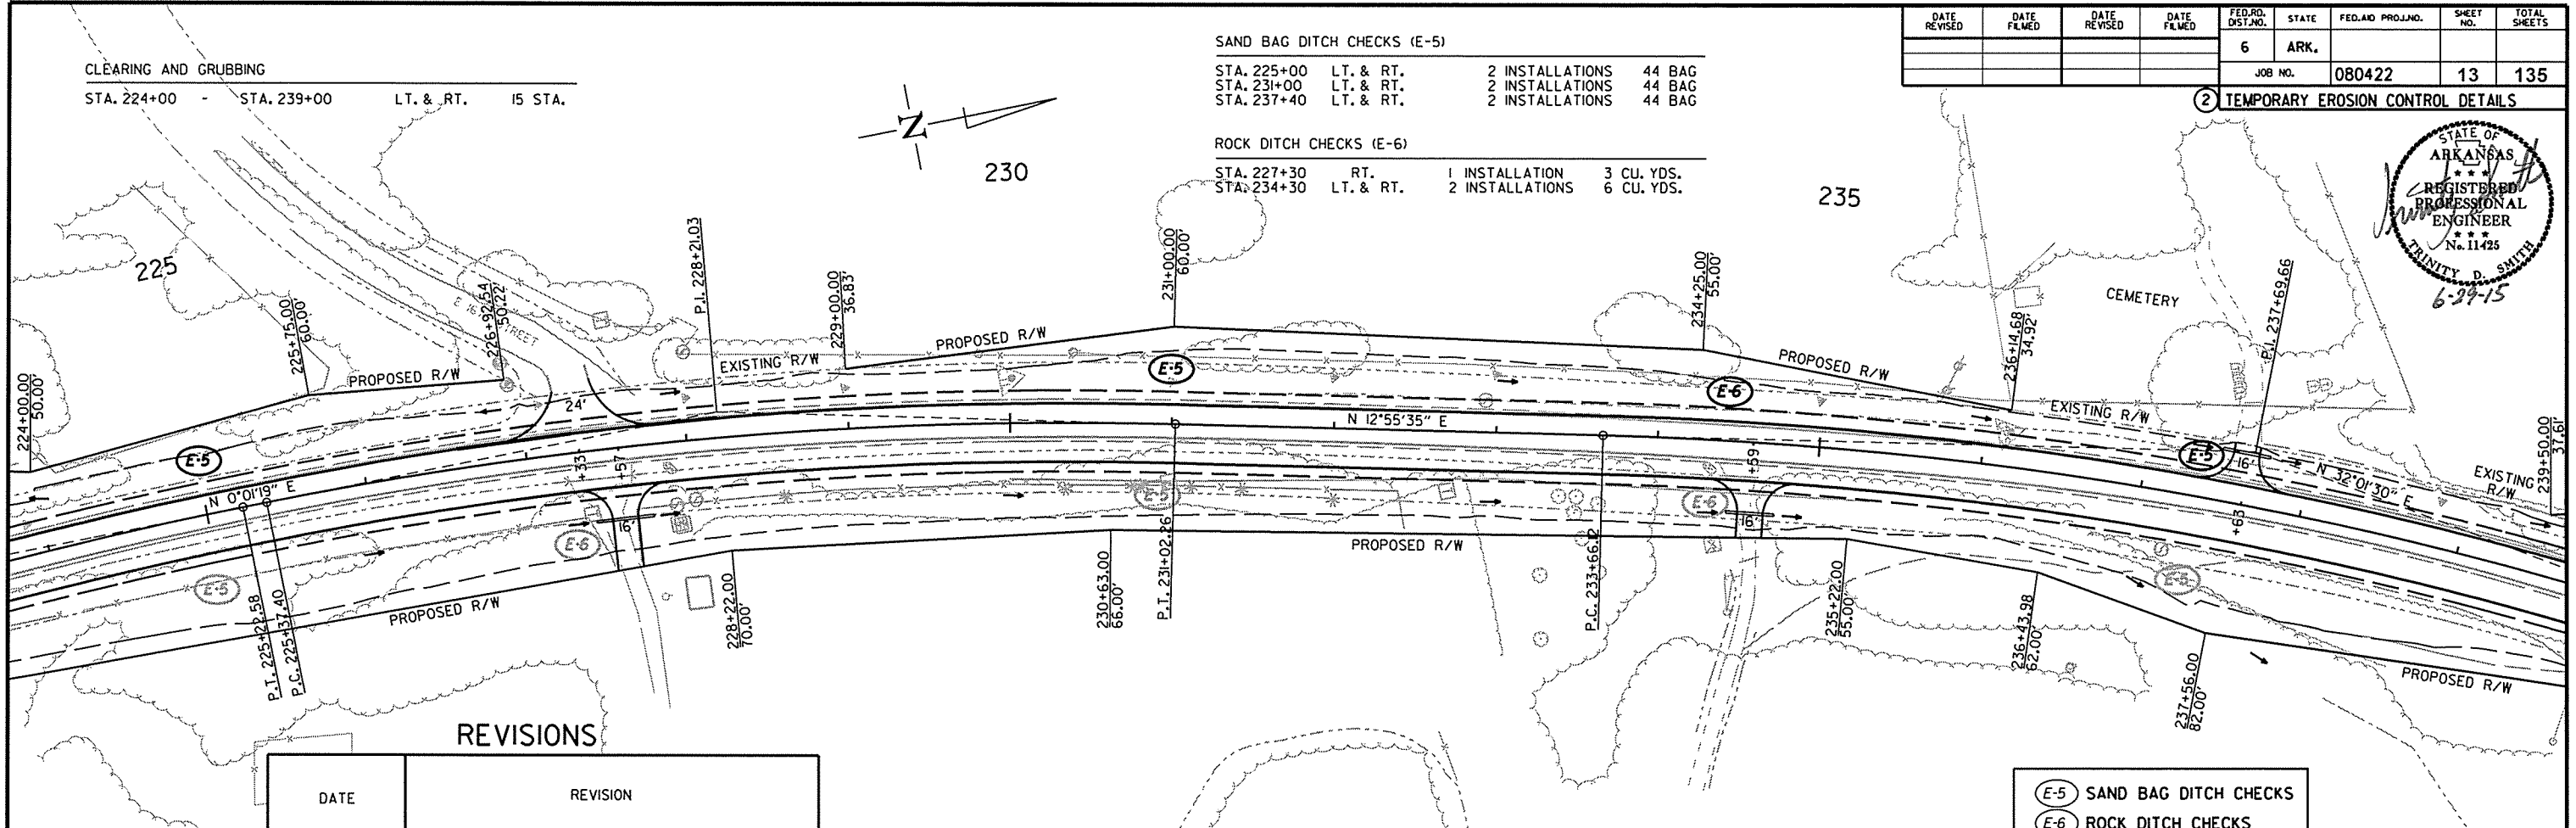 CLEARING AND GRUBBING
STA. 224+00 - STA. 239+00 LT. & RT. 15 STA.
SAND BAG DITCH CHECKS (E-5)
STA. 225+00 LT. & RT. 2 INSTALLATIONS 44 BAG
STA. 231+00 LT. & RT. 2 INSTALLATIONS 44 BAG
STA. 237+40 LT. & RT. 2 INSTALLATIONS 44 BAG
ROCK DITCH CHECKS (E-6)
STA. 227+30 RT. 1 INSTALLATION 3 CU. YDS.
STA. 234+30 LT. & RT. 2 INSTALLATIONS 6 CU. YDS.
DATE REVISED
DATE FILMED
DATE REVISED
DATE FILMED
FED.RD. DIST.NO.
STATE
FED.AID PROJ.NO.
SHEET NO.
TOTAL SHEETS
6 ARK.
JOB NO. 080422 13 135
2 TEMPORARY EROSION CONTROL DETAILS
STATE OF
ARKANSAS
REGISTERED
PROFESSIONAL
ENGINEER
No. 11425
TRINITY D. SMITH
6-29-15
N
225
230
235
224+00.00
50.00'
225+75.00
60.00'
226+92.54
50.22'
P.I. 228+21.03
229+00.00
36.83'
231+00.00
60.00'
234+25.00
55.00'
236+14.68
34.92'
P.I. 237+69.66
239+50.00
37.61'
E 16 STREET
CEMETERY
PROPOSED R/W
EXISTING R/W
PROPOSED R/W
PROPOSED R/W
EXISTING R/W
EXISTING
R/W
E-5
E-5
E-6
E-5
24'
16'
N 0°01'19" E
N 12°55'35" E
N 32°01'30" E
+33
+57
+59
+63
16'
16'
E-5
E-6
E-5
E-6
E-5
P.T. 225+22.58
P.C. 225+37.40
PROPOSED R/W
228+22.00
70.00'
230+63.00
66.00'
P.T. 231+02.26
PROPOSED R/W
P.C. 233+66.12
235+22.00
55.00'
236+43.98
62.00'
237+56.00
82.00'
PROPOSED R/W
REVISIONS
DATE REVISION
E-5 SAND BAG DITCH CHECKS
E-6 ROCK DITCH CHECKS